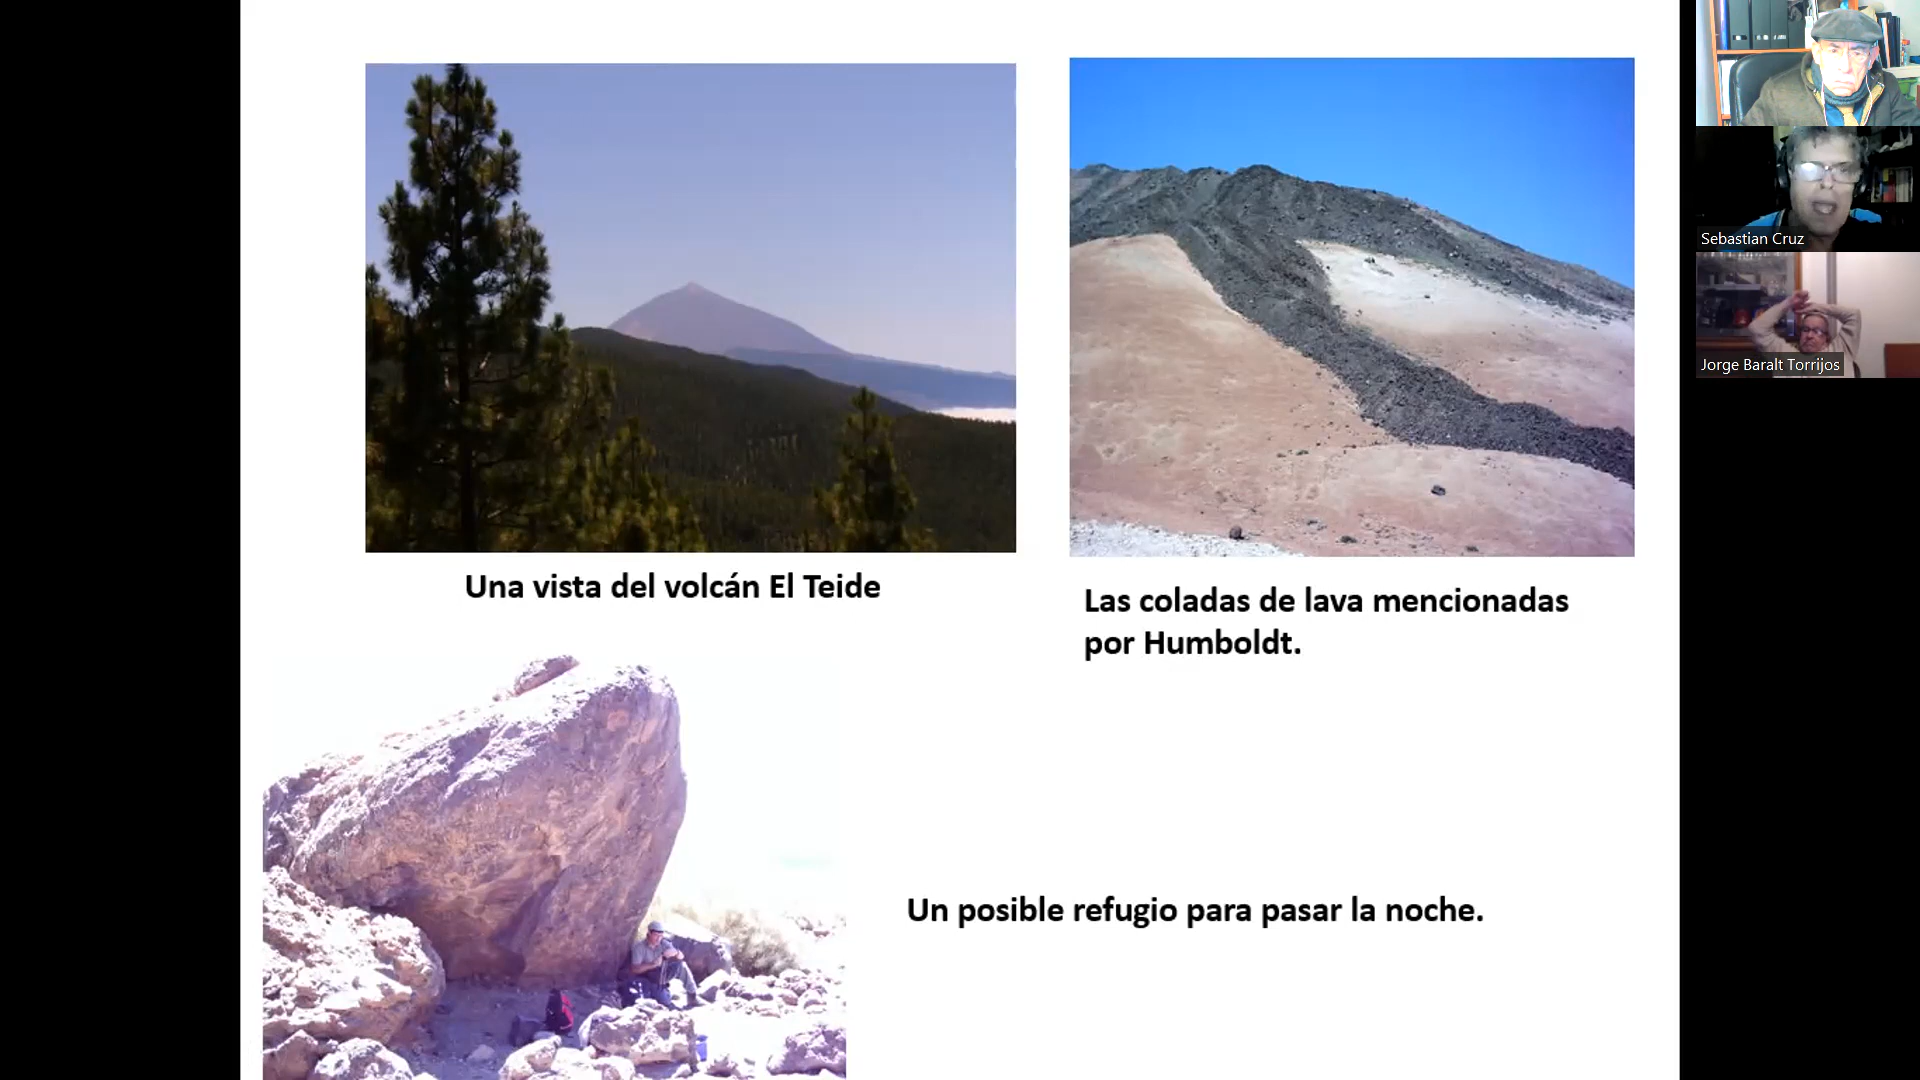 Una vista del volcán El Teide
Las coladas de lava mencionadas
por Humboldt.
Un posible refugio para pasar la noche.
Sebastian Cruz
Jorge Baralt Torrijos